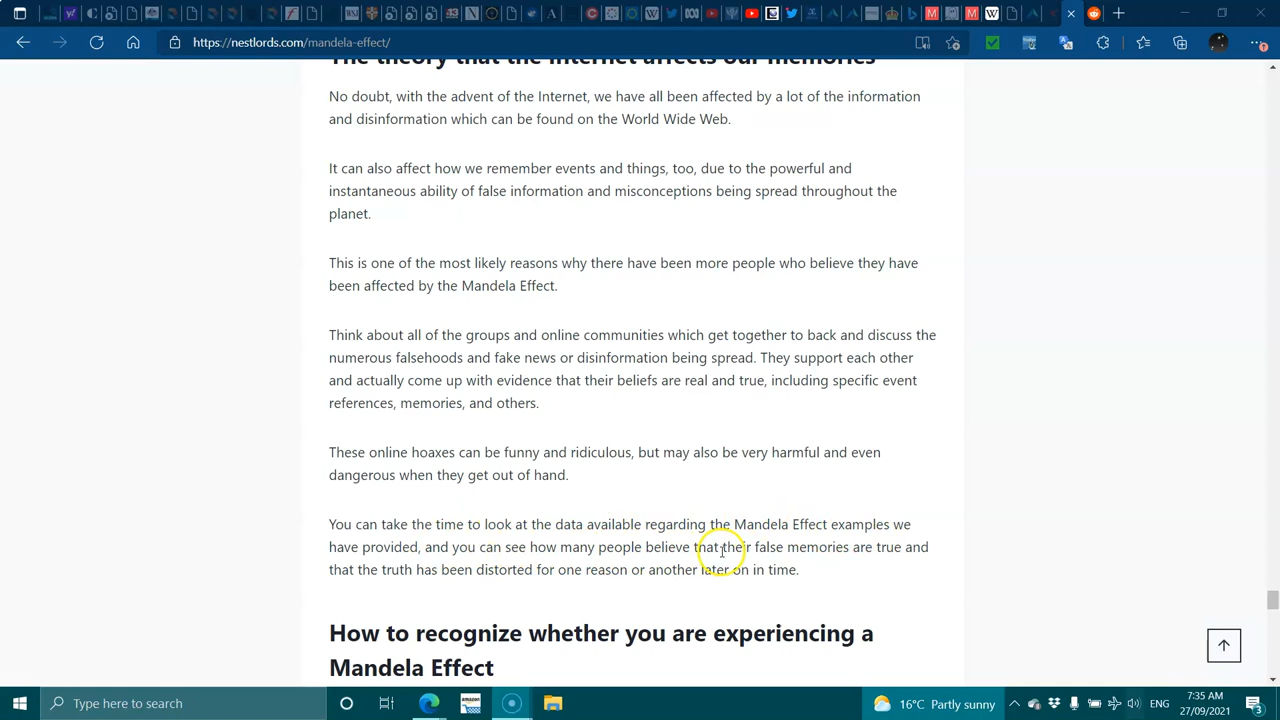 https://nestlords.com/mandela-effect/
The theory that the Internet affects our memories
No doubt, with the advent of the Internet, we have all been affected by a lot of the information
and disinformation which can be found on the World Wide Web.
It can also affect how we remember events and things, too, due to the powerful and
instantaneous ability of false information and misconceptions being spread throughout the
planet.
This is one of the most likely reasons why there have been more people who believe they have
been affected by the Mandela Effect.
Think about all of the groups and online communities which get together to back and discuss the
numerous falsehoods and fake news or disinformation being spread. They support each other
and actually come up with evidence that their beliefs are real and true, including specific event
references, memories, and others.
These online hoaxes can be funny and ridiculous, but may also be very harmful and even
dangerous when they get out of hand.
You can take the time to look at the data available regarding the Mandela Effect examples we
have provided, and you can see how many people believe that their false memories are true and
that the truth has been distorted for one reason or another later on in time.
How to recognize whether you are experiencing a
Mandela Effect
Type here to search
amazon
16°C Partly sunny
ENG
7:35 AM
27/09/2021
3